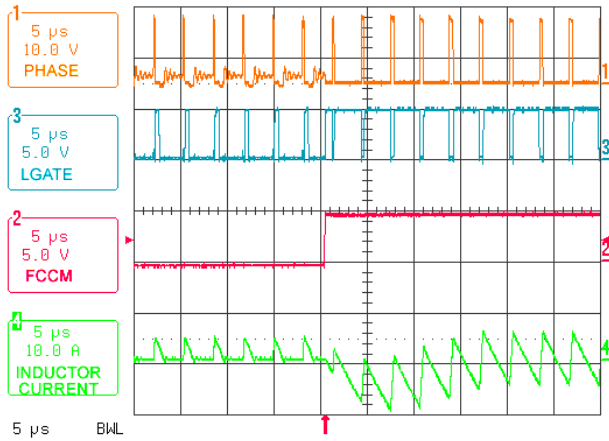 1
5 µs
10.0 V
PHASE
1
3
5 µs
5.0 V
LGATE
3
2
5 µs
5.0 V
FCCM
2
4
5 µs
10.0 A
INDUCTOR
CURRENT
4
5 µs BWL